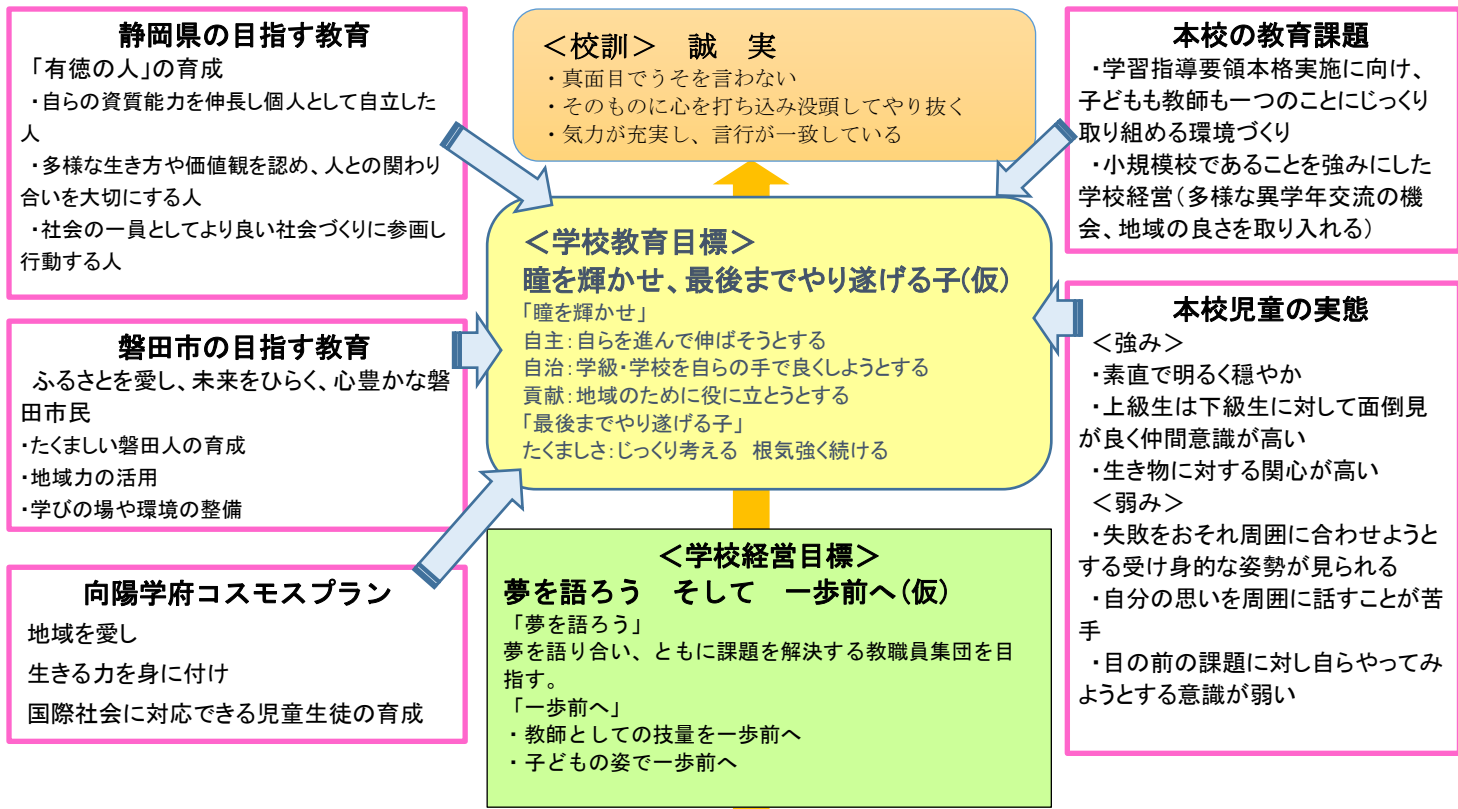 静岡県の目指す教育
「有徳の人」の育成
・自らの資質能力を伸長し個人として自立した
人
・多様な生き方や価値観を認め、人との関わり
合いを大切にする人
・社会の一員としてより良い社会づくりに参画し
行動する人
磐田市の目指す教育
ふるさとを愛し、未来をひらく、心豊かな磐
田市民
・たくましい磐田人の育成
・地域力の活用
・学びの場や環境の整備
向陽学府コスモスプラン
地域を愛し
生きる力を身に付け
国際社会に対応できる児童生徒の育成
＜校訓＞　誠　実
・真面目でうそを言わない
・そのものに心を打ち込み没頭してやり抜く
・気力が充実し、言行が一致している
＜学校教育目標＞
瞳を輝かせ、最後までやり遂げる子(仮)
「瞳を輝かせ」
自主：自らを進んで伸ばそうとする
自治：学級・学校を自らの手で良くしようとする
貢献：地域のために役に立とうとする
「最後までやり遂げる子」
たくましさ：じっくり考える　根気強く続ける
＜学校経営目標＞
夢を語ろう　そして　一歩前へ（仮）
「夢を語ろう」
夢を語り合い、ともに課題を解決する教職員集団を目
指す。
「一歩前へ」
・教師としての技量を一歩前へ
・子どもの姿で一歩前へ
本校の教育課題
・学習指導要領本格実施に向け、
子どもも教師も一つのことにじっくり
取り組める環境づくり
・小規模校であることを強みにした
学校経営（多様な異学年交流の機
会、地域の良さを取り入れる）
本校児童の実態
＜強み＞
・素直で明るく穏やか
・上級生は下級生に対して面倒見
が良く仲間意識が高い
・生き物に対する関心が高い
＜弱み＞
・失敗をおそれ周囲に合わせようと
する受け身的な姿勢が見られる
・自分の思いを周囲に話すことが苦
手
・目の前の課題に対し自らやってみ
ようとする意識が弱い